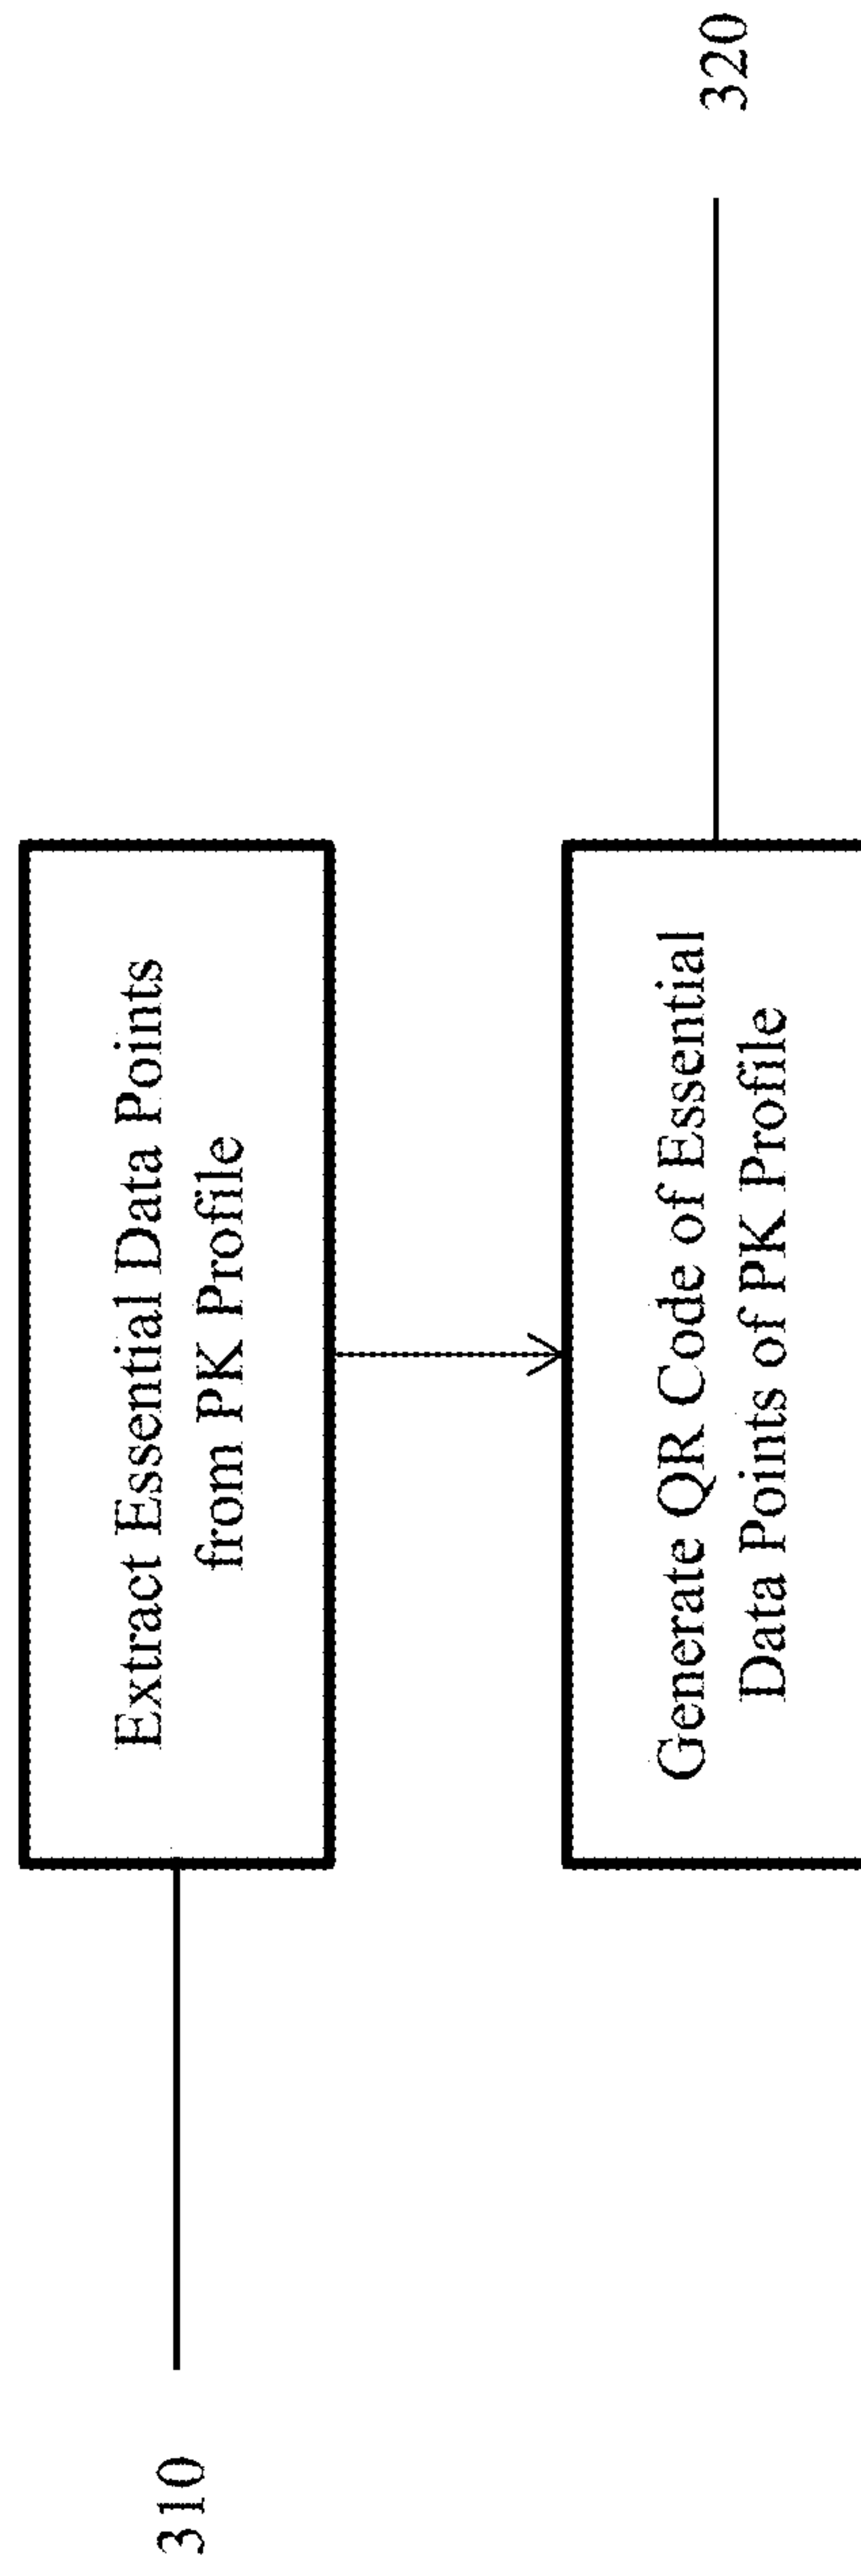 310
Extract Essential Data Points
from PK Profile
Generate QR Code of Essential
Data Points of PK Profile
320